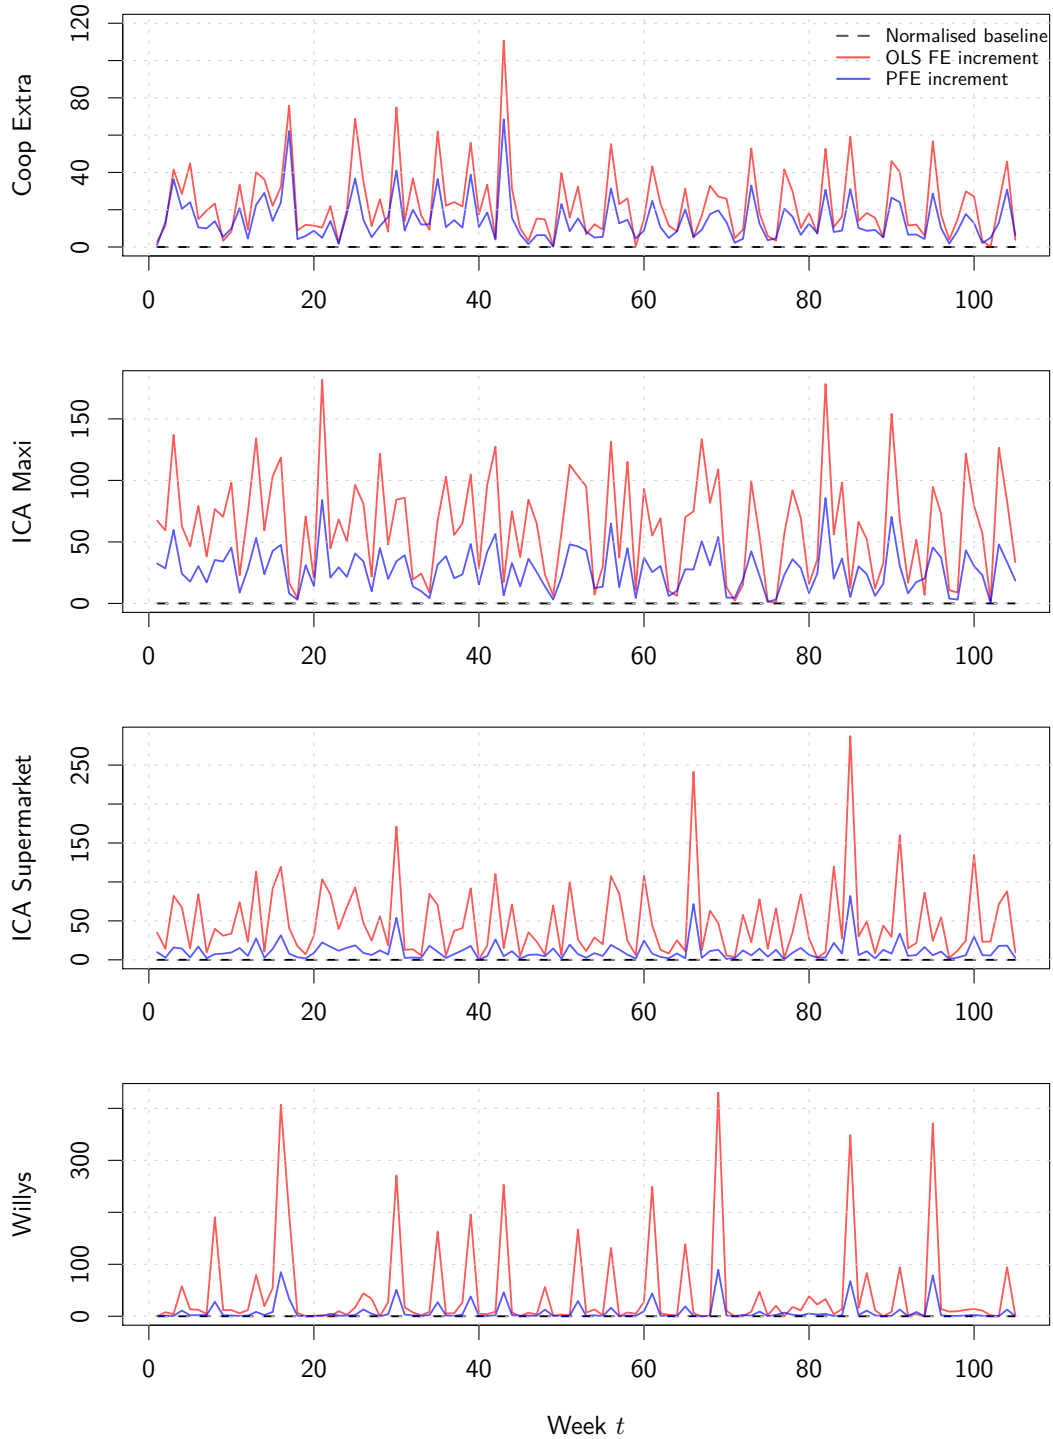 Coop Extra
0 40 80 120
Normalised baseline
OLS FE increment
PFE increment
0 20 40 60 80 100
ICA Maxi
0 50 100 150
0 20 40 60 80 100
ICA Supermarket
0 50 150 250
0 20 40 60 80 100
Willys
0 100 300
0 20 40 60 80 100
Week t